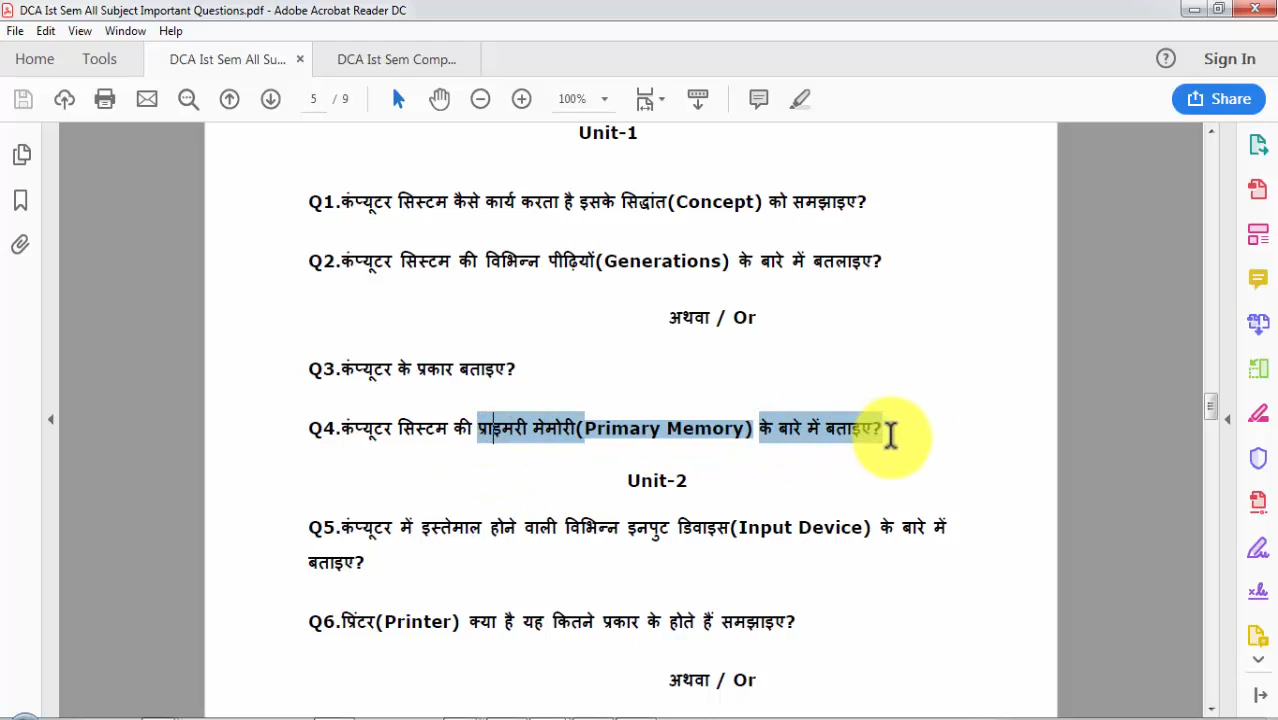 DCA Ist Sem All Subject Important Questions.pdf - Adobe Acrobat Reader DC
File Edit View Window Help
Home Tools DCA Ist Sem All Su... × DCA Ist Sem Comp... ? Sign In
5 / 9 100% Share
Unit-1
Q1.कंप्यूटर सिस्टम कैसे कार्य करता है इसके सिद्धांत(Concept) को समझाइए?
Q2.कंप्यूटर सिस्टम की विभिन्न पीढ़ियों(Generations) के बारे में बतलाइए?
अथवा / Or
Q3.कंप्यूटर के प्रकार बताइए?
Q4.कंप्यूटर सिस्टम की प्राइमरी मेमोरी(Primary Memory) के बारे में बताइए?
Unit-2
Q5.कंप्यूटर में इस्तेमाल होने वाली विभिन्न इनपुट डिवाइस(Input Device) के बारे में
बताइए?
Q6.प्रिंटर(Printer) क्या है यह कितने प्रकार के होते हैं समझाइए?
अथवा / Or